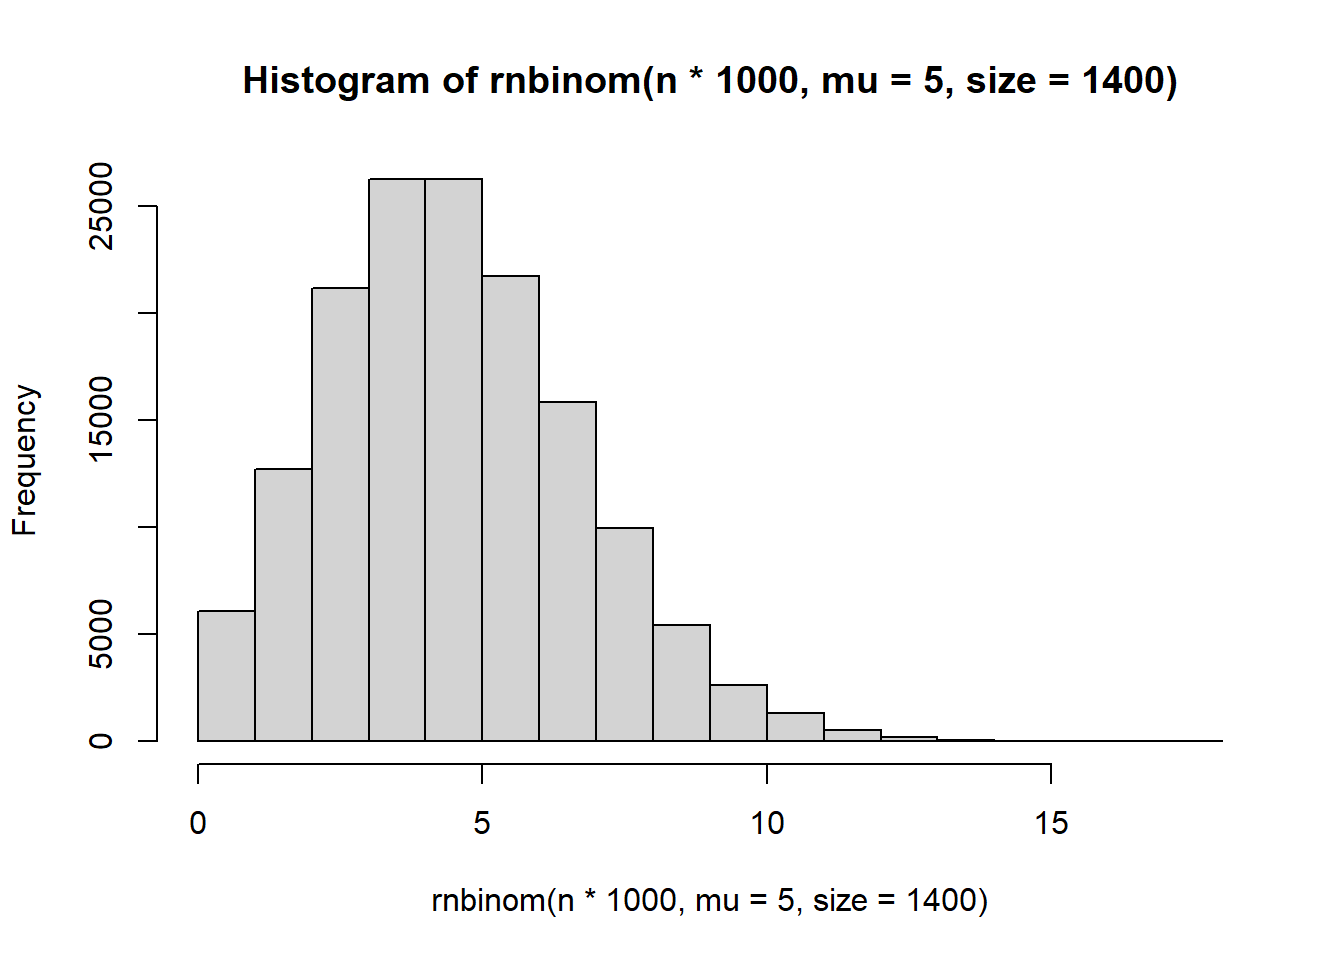 Histogram of rnbinom(n * 1000, mu = 5, size = 1400)
Frequency
25000
15000
5000
0
0 5 10 15
rnbinom(n * 1000, mu = 5, size = 1400)